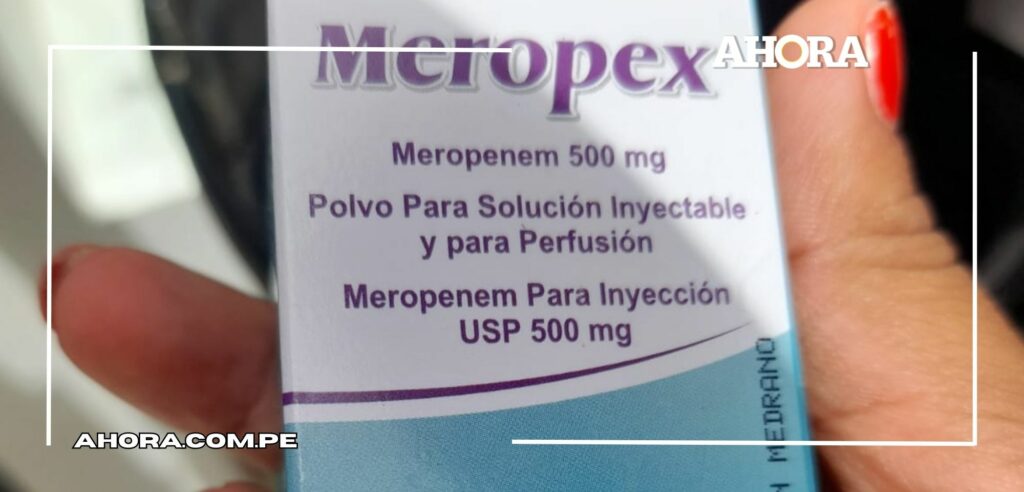 Meropex
AHORA
Meropenem 500 mg
Polvo Para Solución Inyectable
y para Perfusión
Meropenem Para Inyección
USP 500 mg
MEDRANO
AHORA.COM.PE